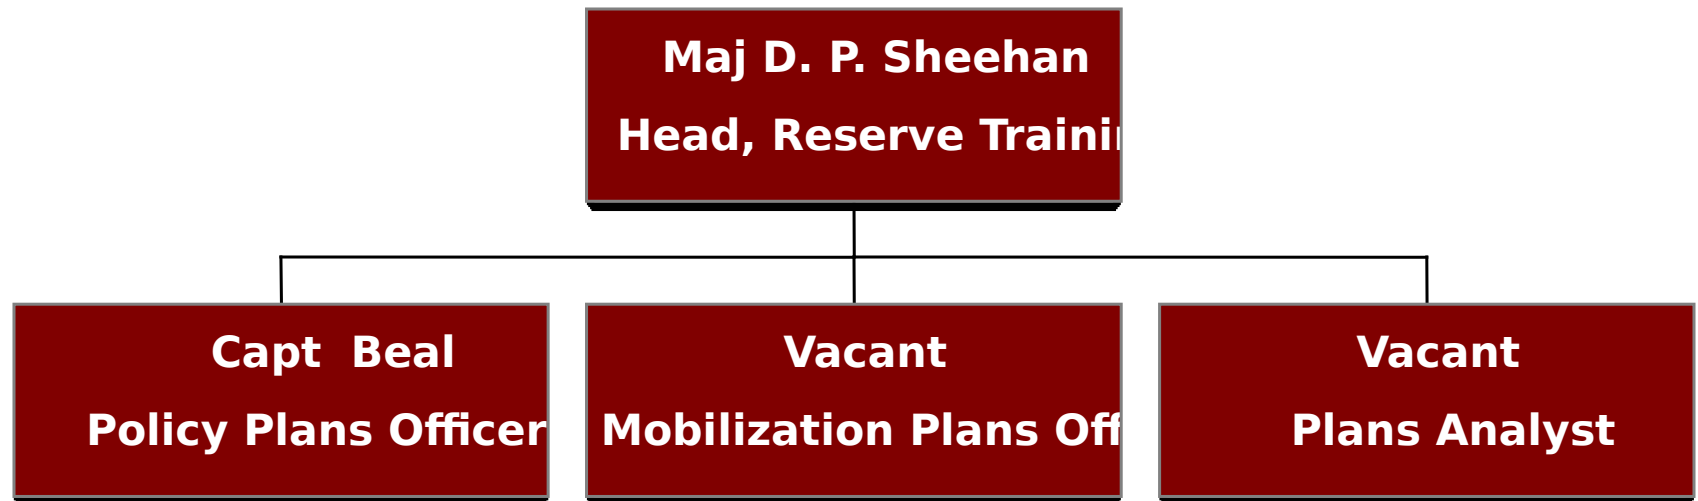 Maj D. P. Sheehan
Head, Reserve Traini
Capt  Beal
Policy Plans Officer
Vacant
Mobilization Plans Off
Vacant
Plans Analyst